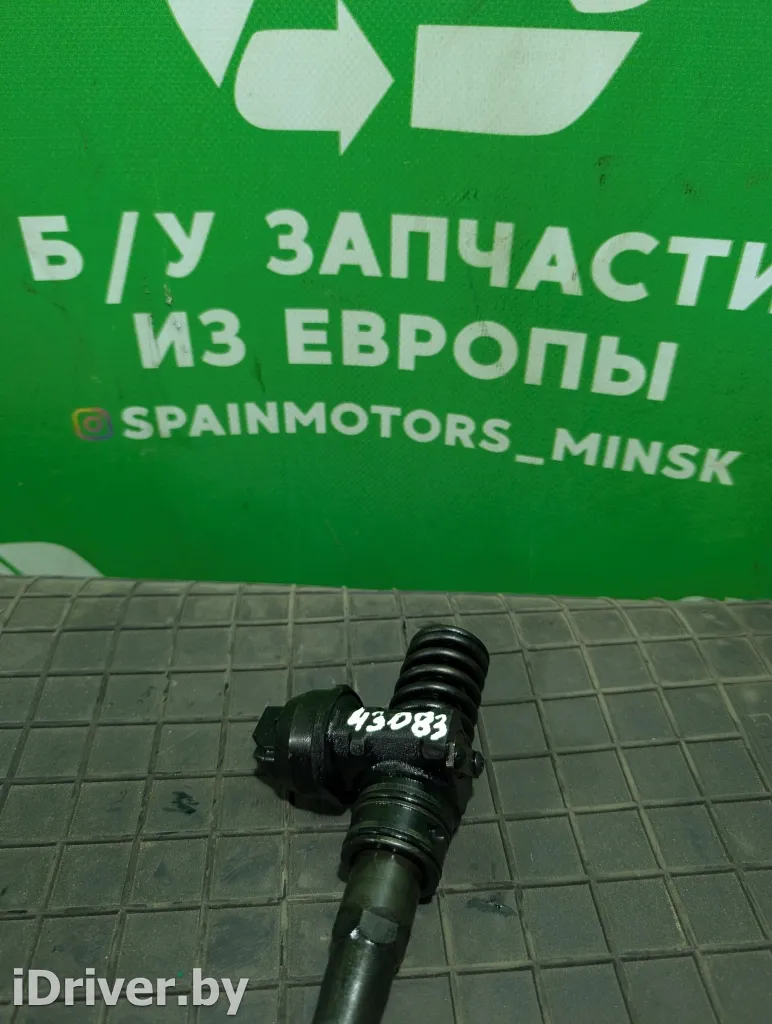 Б/У ЗАПЧАСТИ
ИЗ ЕВРОПЫ
SPAINMOTORS_MINSK
43083
iDriver.by